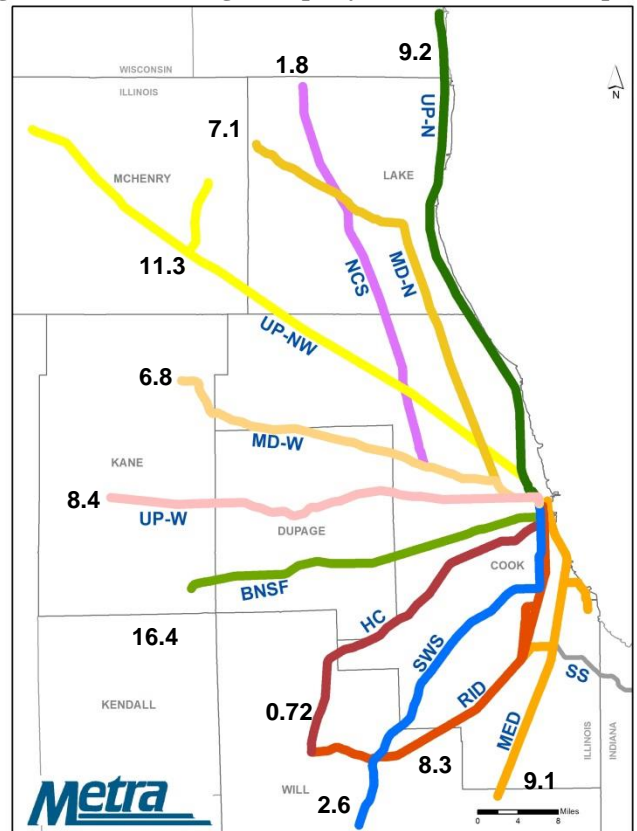 9.2
1.8
WISCONSIN
ILLINOIS
N
UP-N
7.1
MCHENRY
LAKE
11.3
NCS
MD-N
UP-NW
6.8
MD-W
KANE
8.4
UP-W
DUPAGE
COOK
BNSF
HC
16.4
SWS
SS
KENDALL
RID
0.72
MED
ILLINOIS
INDIANA
8.3
9.1
WILL
Metra
2.6
Miles
0 4 8